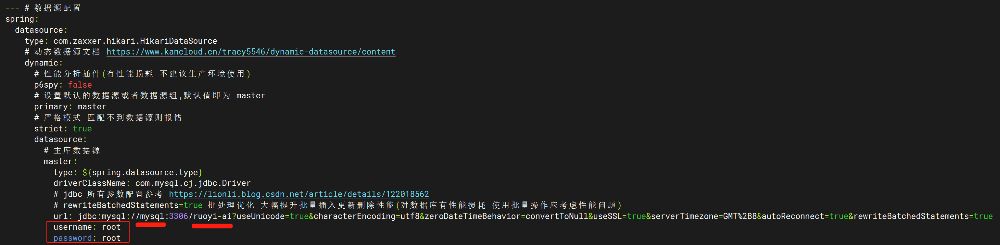 --- # 数据源配置
spring:
  datasource:
    type: com.zaxxer.hikari.HikariDataSource
    # 动态数据源文档 https://www.kancloud.cn/tracy5546/dynamic-datasource/content
    dynamic:
      # 性能分析插件(有性能损耗 不建议生产环境使用)
      p6spy: false
      # 设置默认的数据源或者数据源组,默认值即为 master
      primary: master
      # 严格模式 匹配不到数据源则报错
      strict: true
      datasource:
        # 主库数据源
        master:
          type: ${spring.datasource.type}
          driverClassName: com.mysql.cj.jdbc.Driver
          # jdbc 所有参数配置参考 https://lionli.blog.csdn.net/article/details/122018562
          # rewriteBatchedStatements=true 批处理优化 大幅提升批量插入更新删除性能(对数据库有性能损耗 使用批量操作应考虑性能问题)
          url: jdbc:mysql://mysql:3306/ruoyi-ai?useUnicode=true&characterEncoding=utf8&zeroDateTimeBehavior=convertToNull&useSSL=true&serverTimezone=GMT%2B8&autoReconnect=true&rewriteBatchedStatements=true
          username: root
          password: root